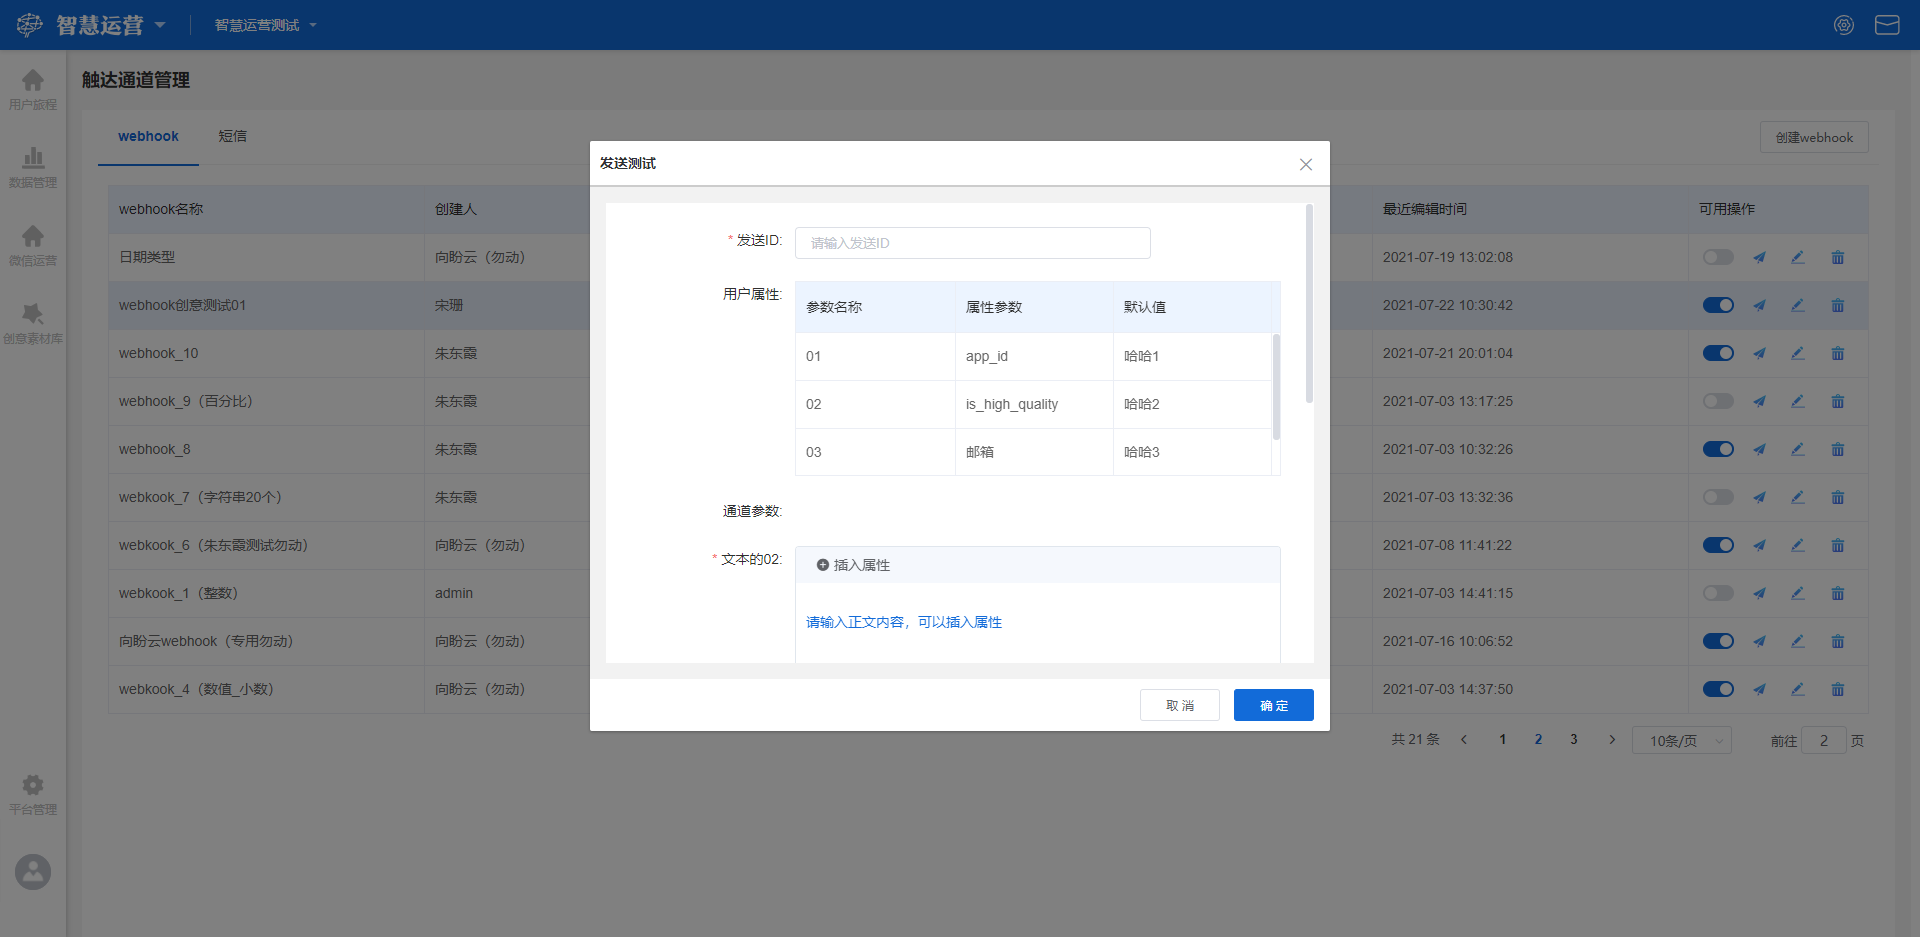 智慧运营
智慧运营测试
用户旅程
数据管理
微信运营
创意素材库
平台管理
触达通道管理
webhook 短信
创建webhook
webhook名称 创建人 最近编辑时间 可用操作
日期类型 向盼云（勿动） 2021-07-19 13:02:08
webhook创意测试01 宋珊 2021-07-22 10:30:42
webhook_10 朱东霞 2021-07-21 20:01:04
webhook_9（百分比） 朱东霞 2021-07-03 13:17:25
webhook_8 朱东霞 2021-07-03 10:32:26
webkook_7（字符串20个） 朱东霞 2021-07-03 13:32:36
webkook_6（朱东霞测试勿动） 向盼云（勿动） 2021-07-08 11:41:22
webkook_1（整数） admin 2021-07-03 14:41:15
向盼云webhook（专用勿动） 向盼云（勿动） 2021-07-16 10:06:52
webkook_4（数值_小数） 向盼云（勿动） 2021-07-03 14:37:50
共 21 条 1 2 3 10条/页 前往 2 页
发送测试
* 发送ID: 请输入发送ID
用户属性:
参数名称 属性参数 默认值
01 app_id 哈哈1
02 is_high_quality 哈哈2
03 邮箱 哈哈3
通道参数:
* 文本的02: 插入属性
请输入正文内容，可以插入属性
取消 确定